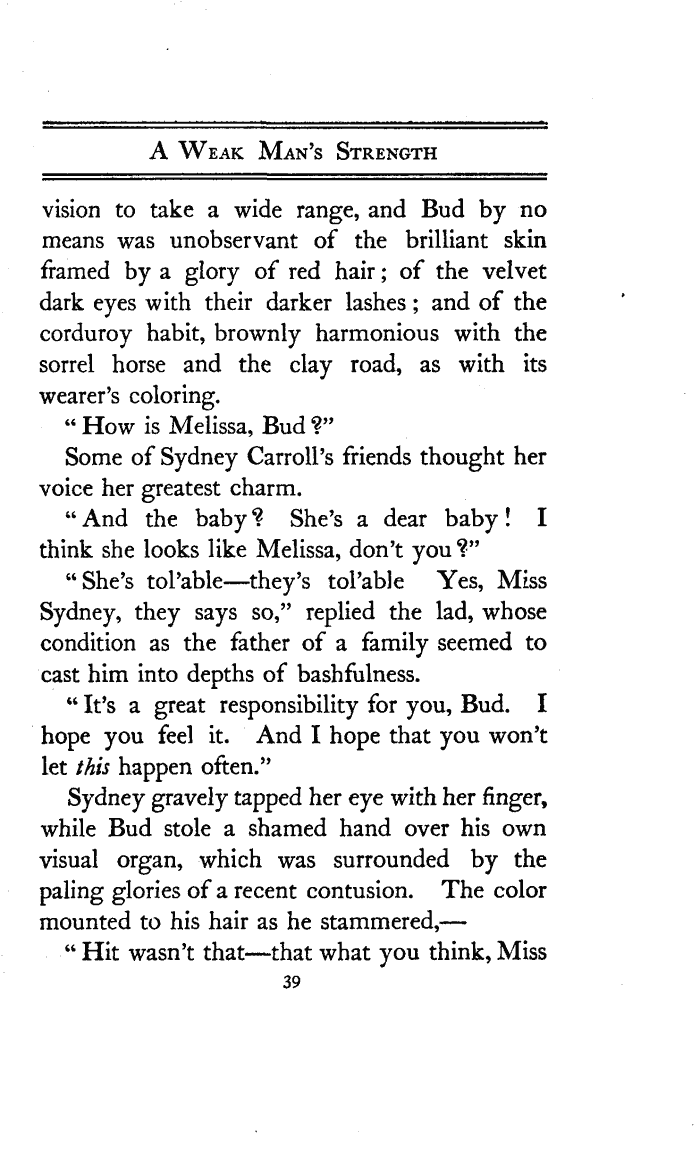 A Weak Man's Strength
vision to take a wide range, and Bud by no
means was unobservant of the brilliant skin
framed by a glory of red hair; of the velvet
dark eyes with their darker lashes; and of the
corduroy habit, brownly harmonious with the
sorrel horse and the clay road, as with its
wearer's coloring.
"How is Melissa, Bud?"
Some of Sydney Carroll's friends thought her
voice her greatest charm.
"And the baby? She's a dear baby! I
think she looks like Melissa, don't you?"
"She's tol'able—they's tol'able Yes, Miss
Sydney, they says so," replied the lad, whose
condition as the father of a family seemed to
cast him into depths of bashfulness.
"It's a great responsibility for you, Bud. I
hope you feel it. And I hope that you won't
let this happen often."
Sydney gravely tapped her eye with her finger,
while Bud stole a shamed hand over his own
visual organ, which was surrounded by the
paling glories of a recent contusion. The color
mounted to his hair as he stammered,—
"Hit wasn't that—that what you think, Miss
39